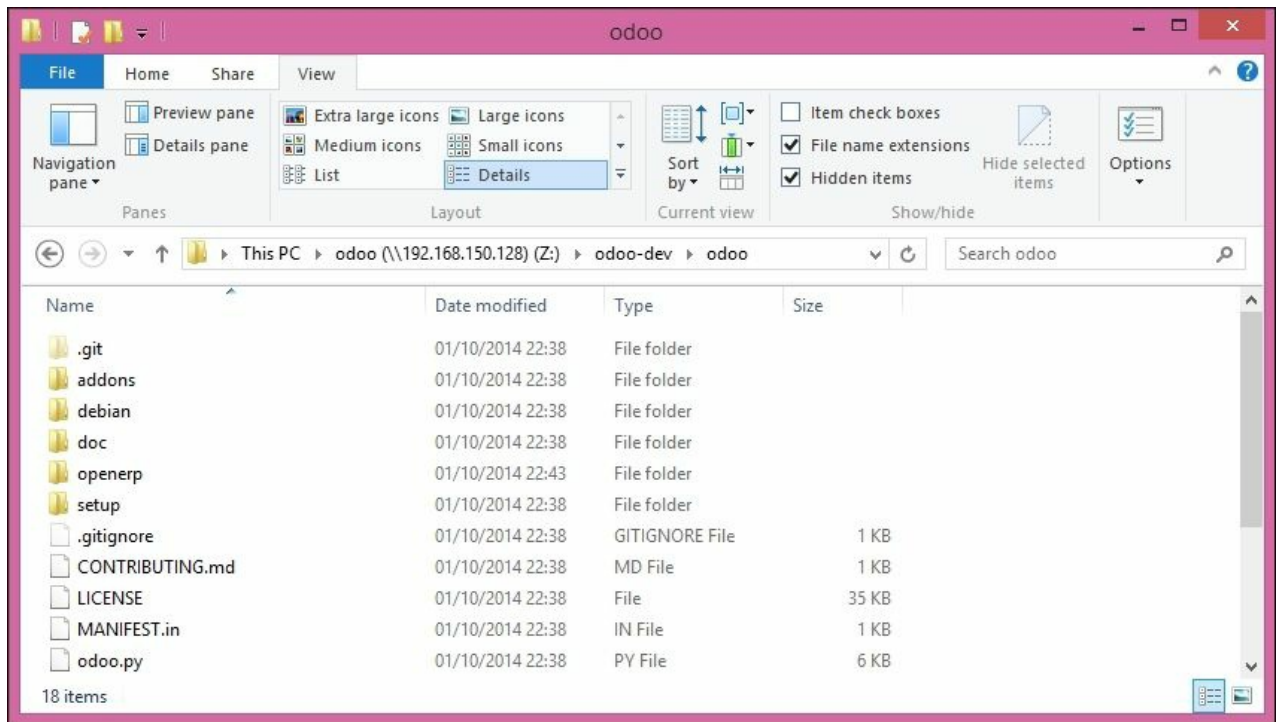 odoo
File Home Share View
Navigation pane
Preview pane
Details pane
Panes
Extra large icons Large icons
Medium icons Small icons
List Details
Layout
Sort by
Current view
Item check boxes
File name extensions
Hidden items
Hide selected items
Show/hide
Options
This PC odoo (\\192.168.150.128) (Z:) odoo-dev odoo
Search odoo
Name Date modified Type Size
.git 01/10/2014 22:38 File folder
addons 01/10/2014 22:38 File folder
debian 01/10/2014 22:38 File folder
doc 01/10/2014 22:38 File folder
openerp 01/10/2014 22:43 File folder
setup 01/10/2014 22:38 File folder
.gitignore 01/10/2014 22:38 GITIGNORE File 1 KB
CONTRIBUTING.md 01/10/2014 22:38 MD File 1 KB
LICENSE 01/10/2014 22:38 File 35 KB
MANIFEST.in 01/10/2014 22:38 IN File 1 KB
odoo.py 01/10/2014 22:38 PY File 6 KB
18 items